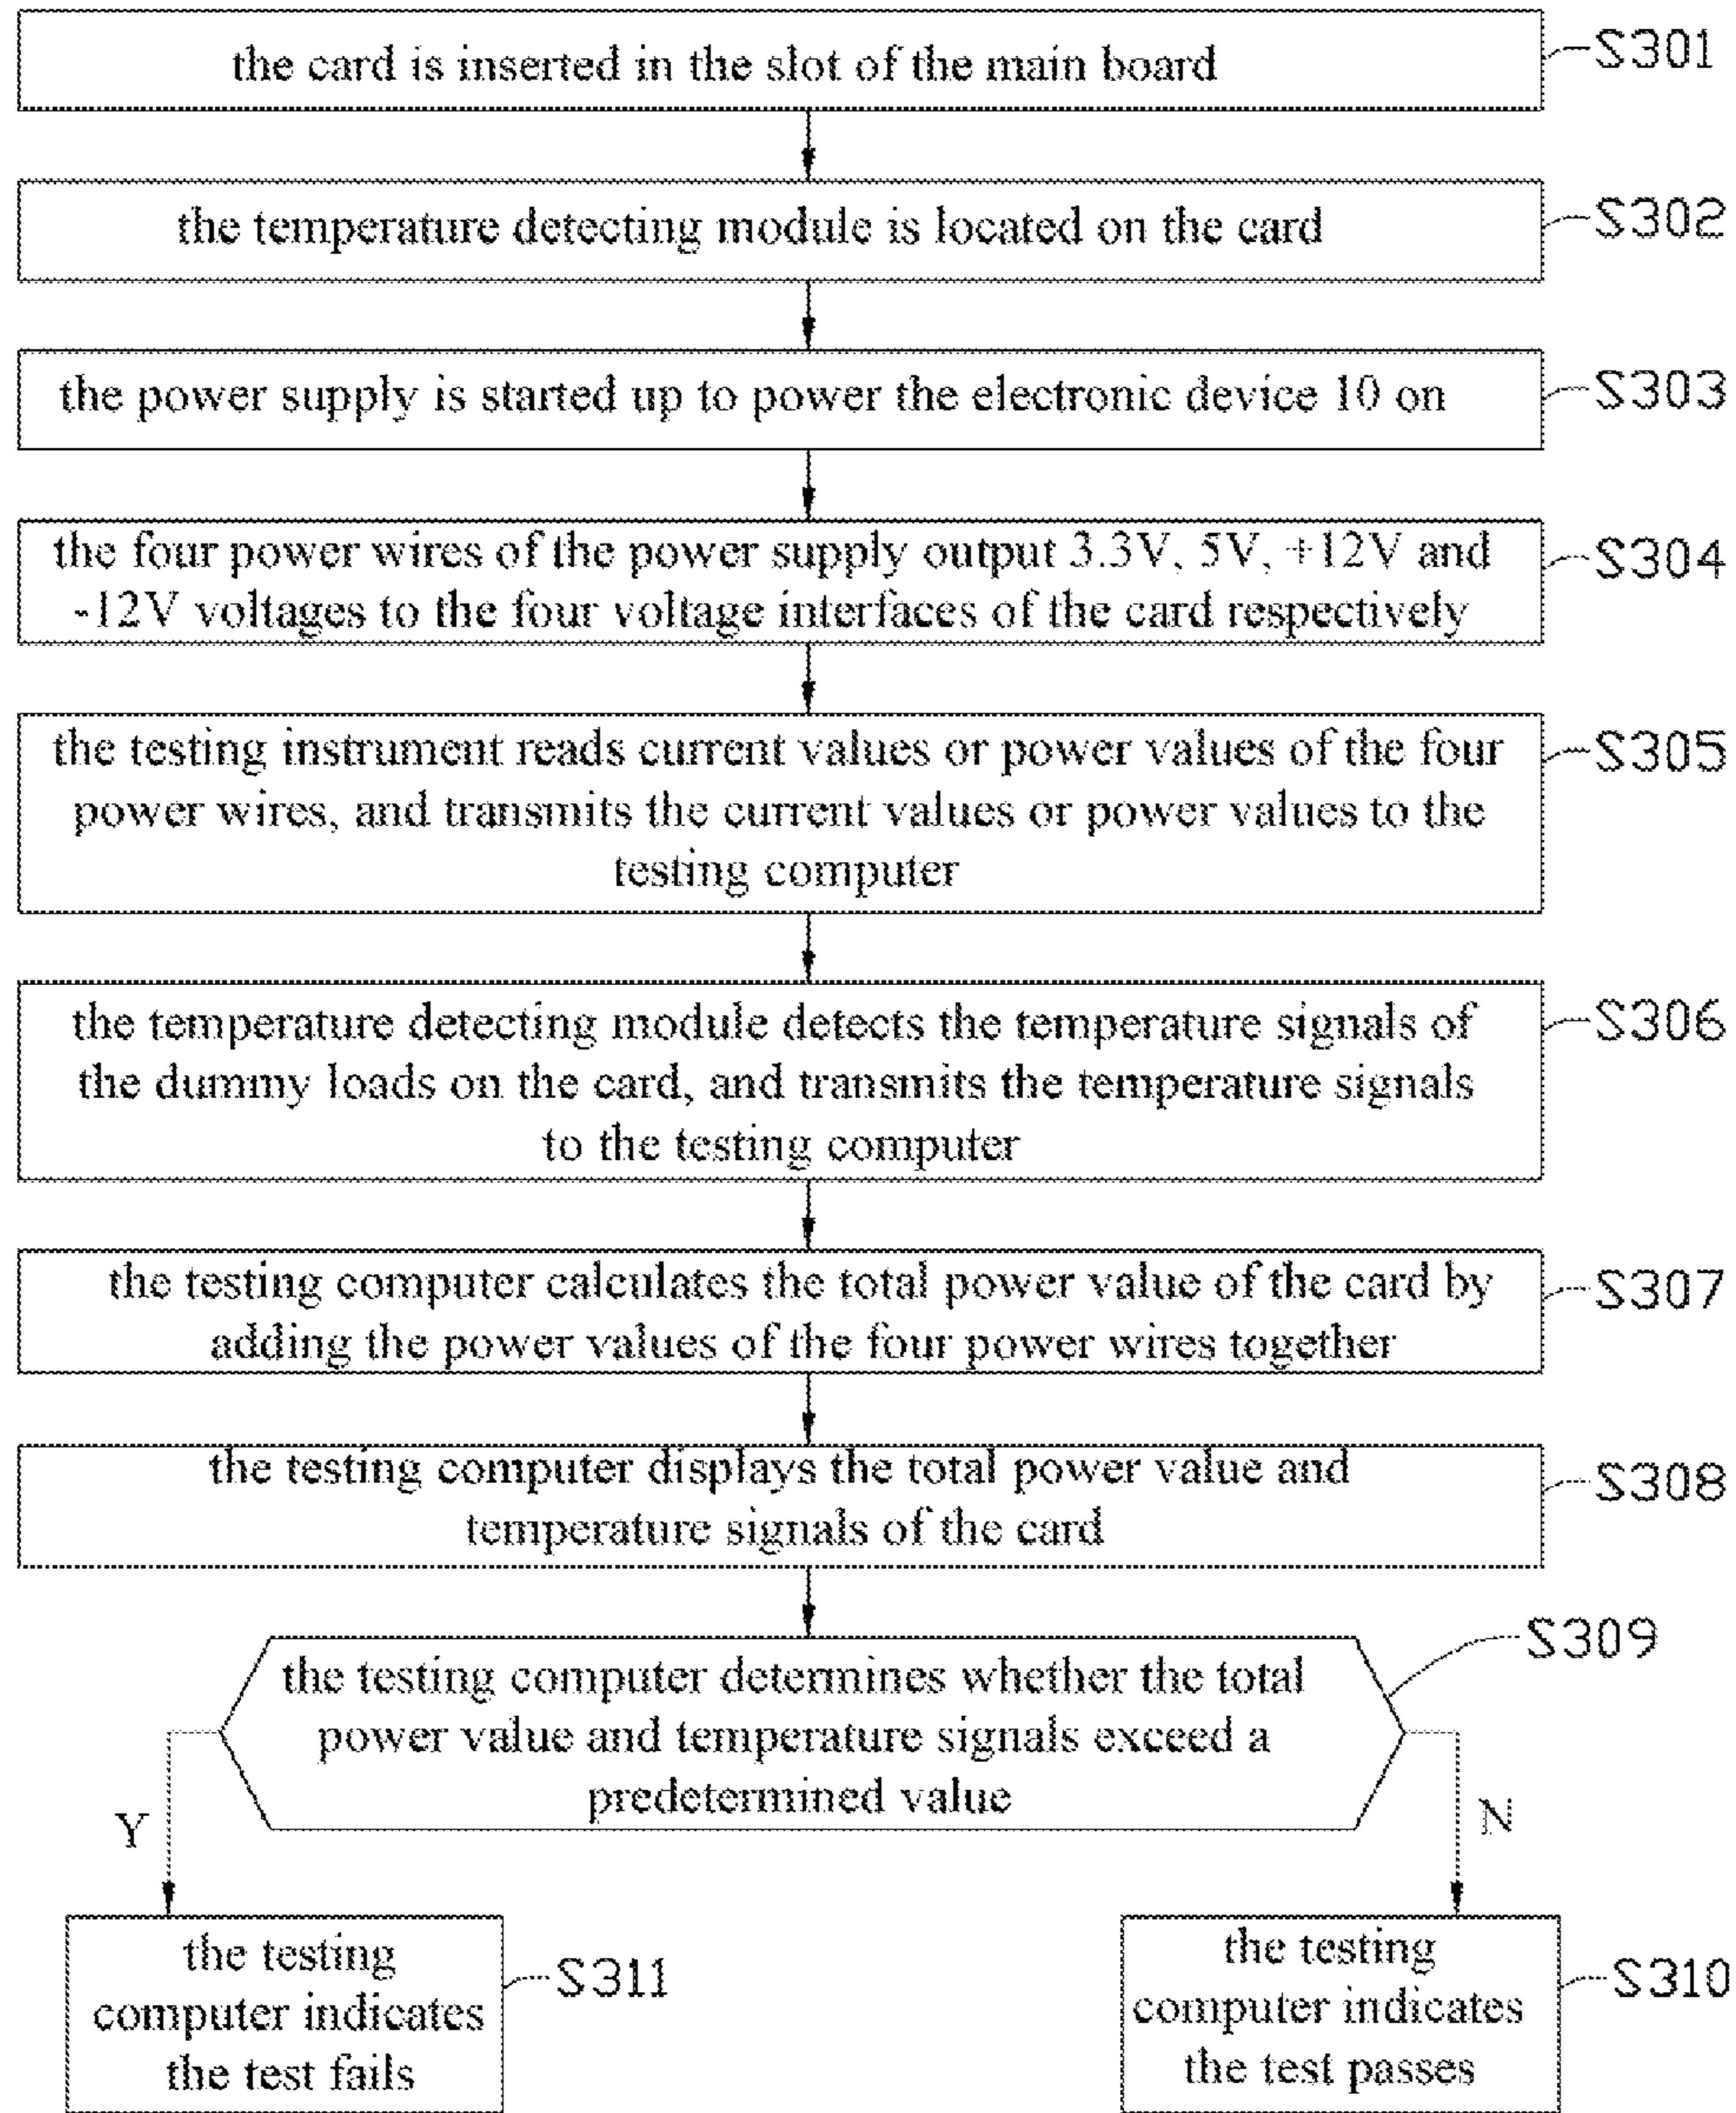 the card is inserted in the slot of the main board
S301
the temperature detecting module is located on the card
S302
the power supply is started up to power the electronic device 10 on
S303
the four power wires of the power supply output 3.3V, 5V, +12V and
-12V voltages to the four voltage interfaces of the card respectively
S304
the testing instrument reads current values or power values of the four
power wires, and transmits the current values or power values to the
testing computer
S305
the temperature detecting module detects the temperature signals of
the dummy loads on the card, and transmits the temperature signals
to the testing computer
S306
the testing computer calculates the total power value of the card by
adding the power values of the four power wires together
S307
the testing computer displays the total power value and
temperature signals of the card
S308
the testing computer determines whether the total
power value and temperature signals exceed a
predetermined value
S309
Y
N
the testing
computer indicates
the test fails
S311
the testing
computer indicates
the test passes
S310